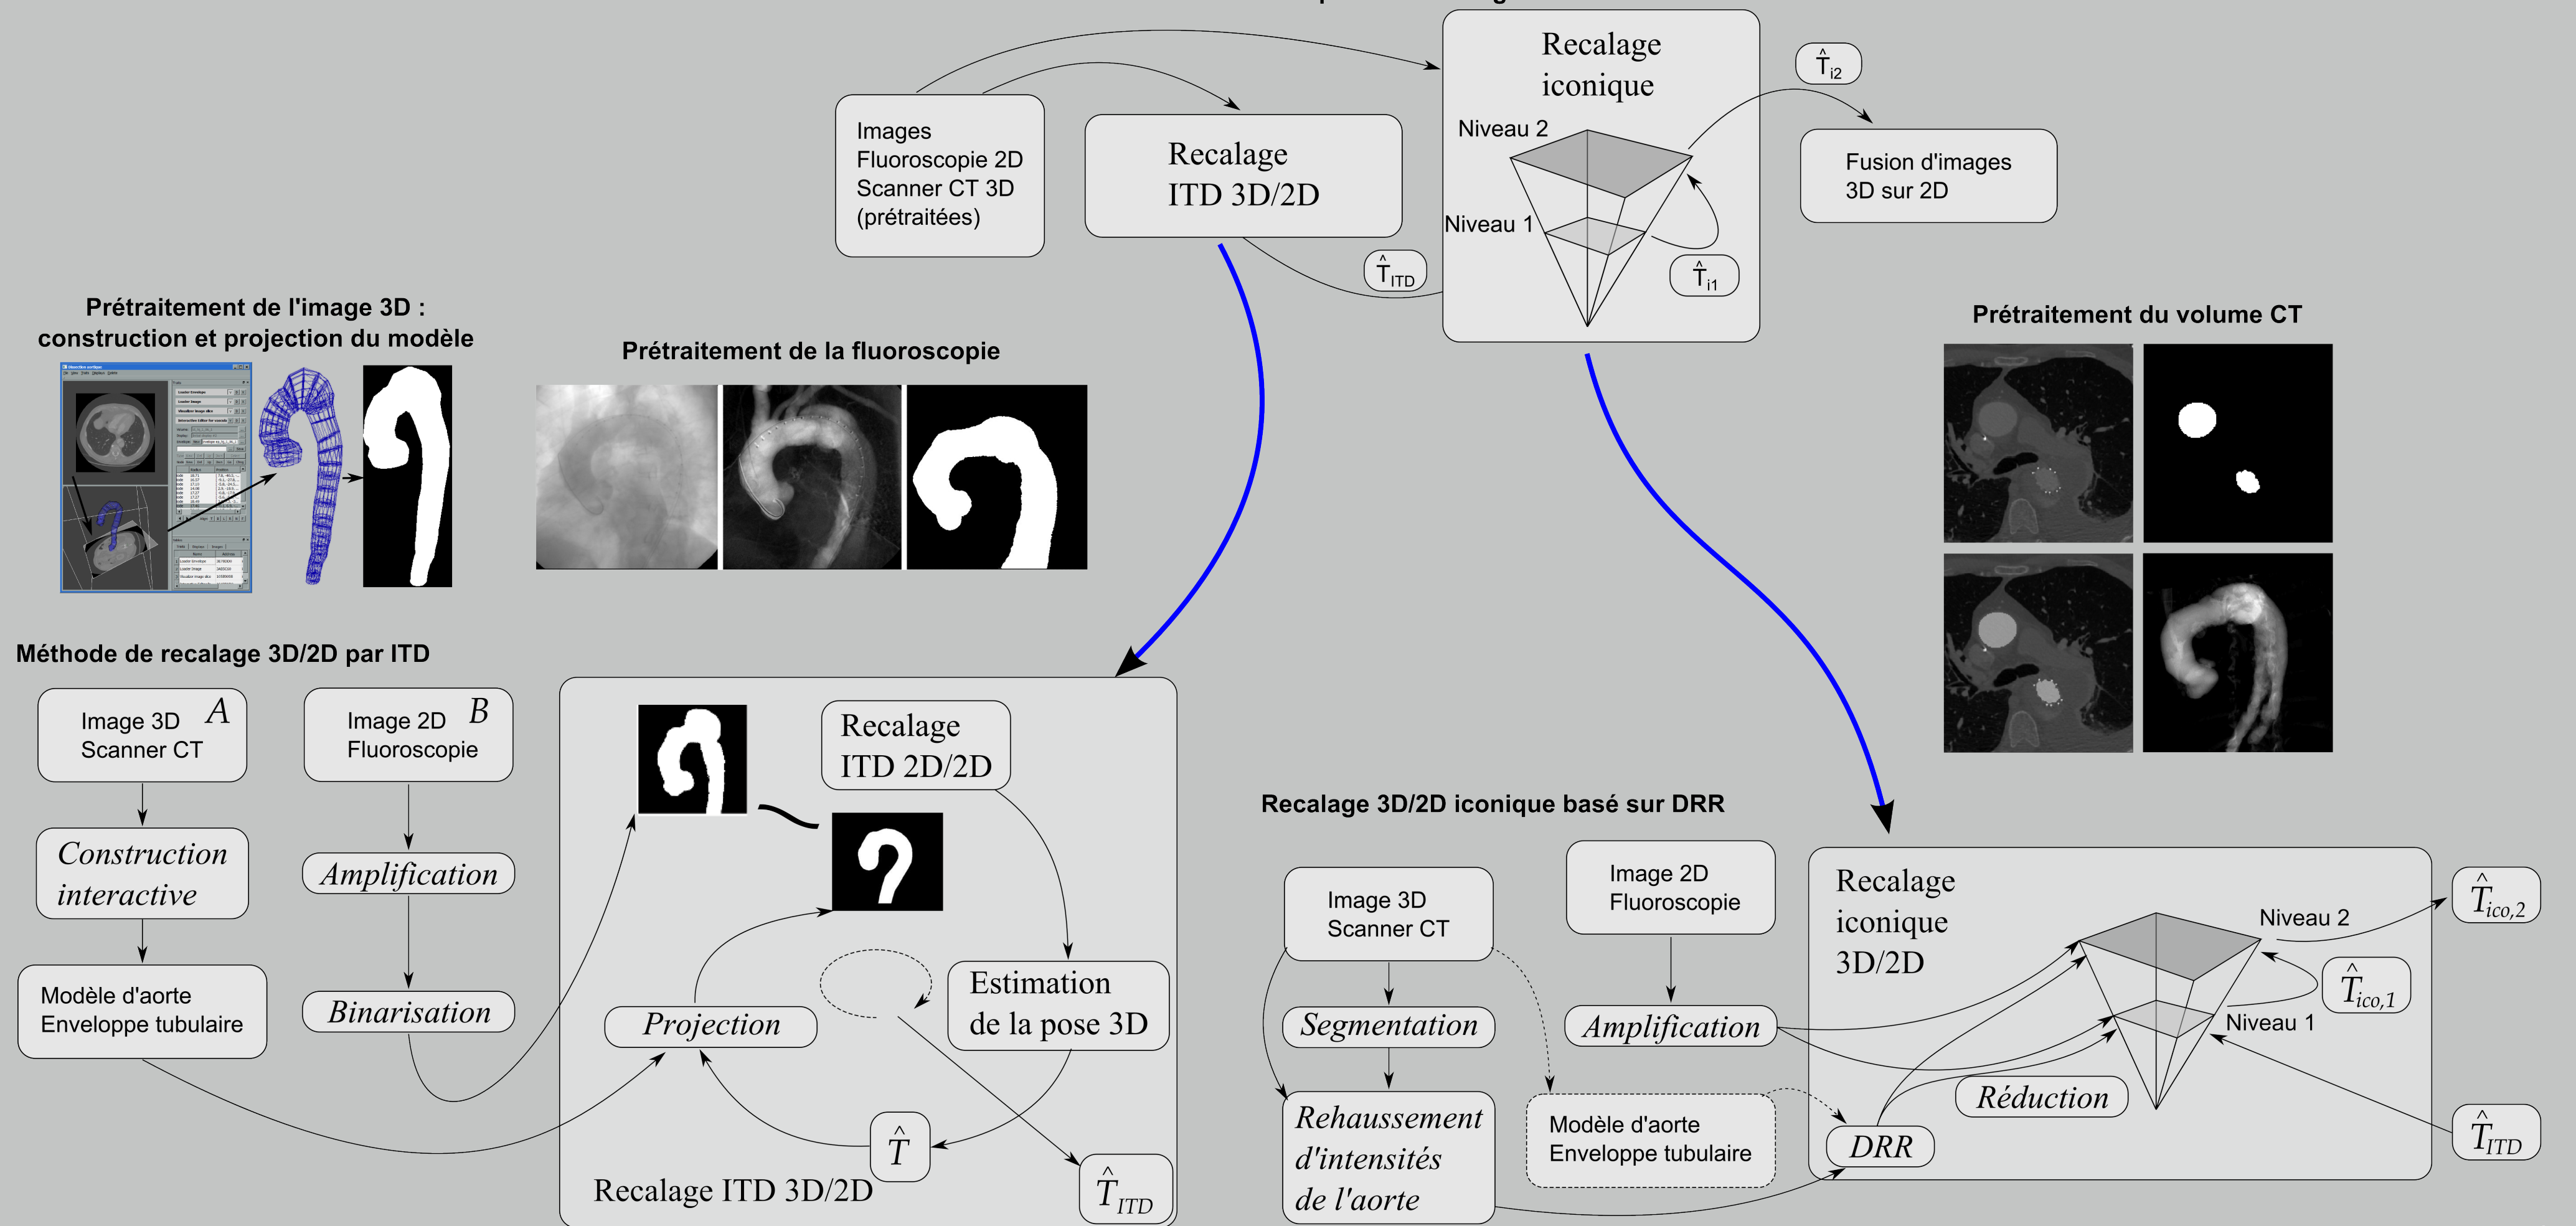 Recalage
iconique
T̂i2
Images
Fluoroscopie 2D
Scanner CT 3D
(prétraitées)
Recalage
ITD 3D/2D
Niveau 2
Niveau 1
Fusion d'images
3D sur 2D
T̂ITD
T̂i1
Prétraitement de l'image 3D :
construction et projection du modèle
Prétraitement de la fluoroscopie
Prétraitement du volume CT
Méthode de recalage 3D/2D par ITD
Image 3D A
Scanner CT
Image 2D B
Fluoroscopie
Construction
interactive
Amplification
Modèle d'aorte
Enveloppe tubulaire
Binarisation
Recalage
ITD 2D/2D
Projection
Estimation
de la pose 3D
T̂
T̂ITD
Recalage ITD 3D/2D
Recalage 3D/2D iconique basé sur DRR
Image 3D
Scanner CT
Image 2D
Fluoroscopie
Segmentation
Amplification
Rehaussement
d'intensités
de l'aorte
Modèle d'aorte
Enveloppe tubulaire
Recalage
iconique
3D/2D
Niveau 2
T̂ico,2
T̂ico,1
Niveau 1
Réduction
DRR
T̂ITD